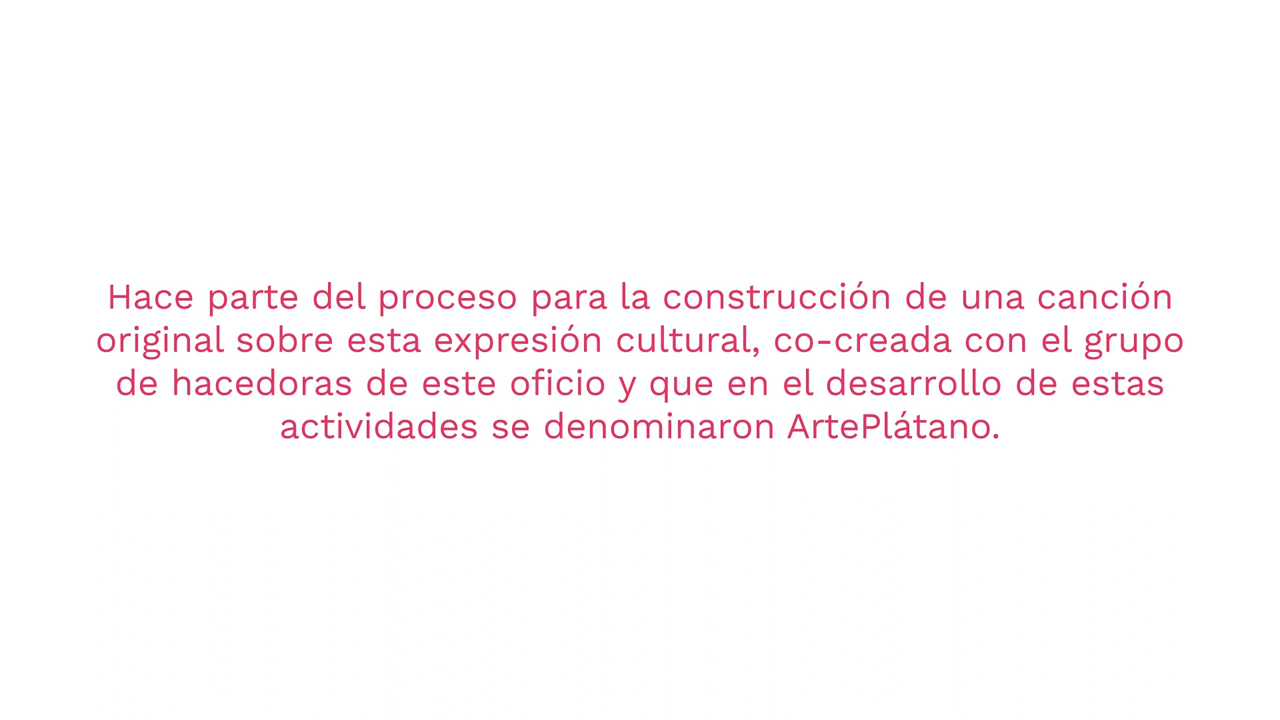 Hace parte del proceso para la construcción de una canción
original sobre esta expresión cultural, co-creada con el grupo
de hacedoras de este oficio y que en el desarrollo de estas
actividades se denominaron ArtePlátano.